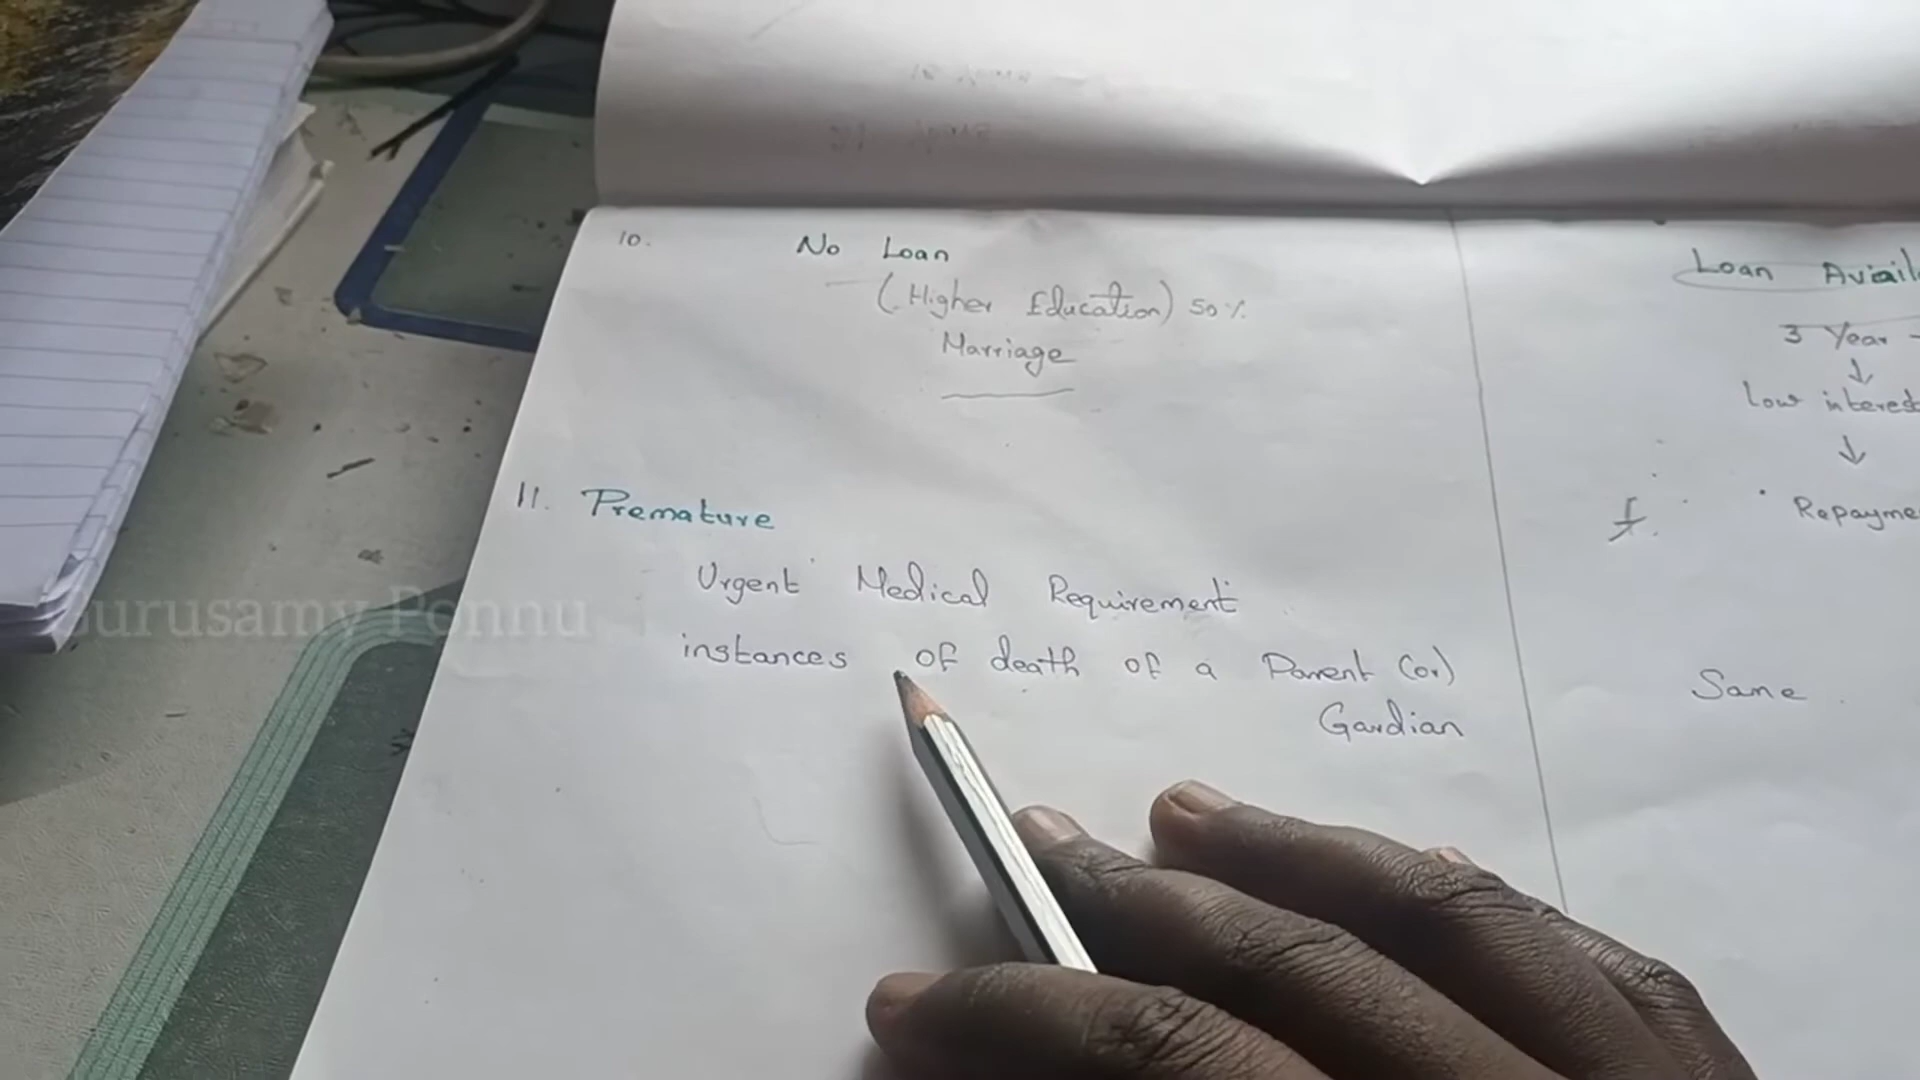 10. No Loan
(Higher Education) 50%
Marriage
11. Premature
Urgent Medical Requirement
instances of death of a Parent (or)
Gardian
Loan Avail
3 Year -
Low interest
Repayme
Same
urusamy Ponnu